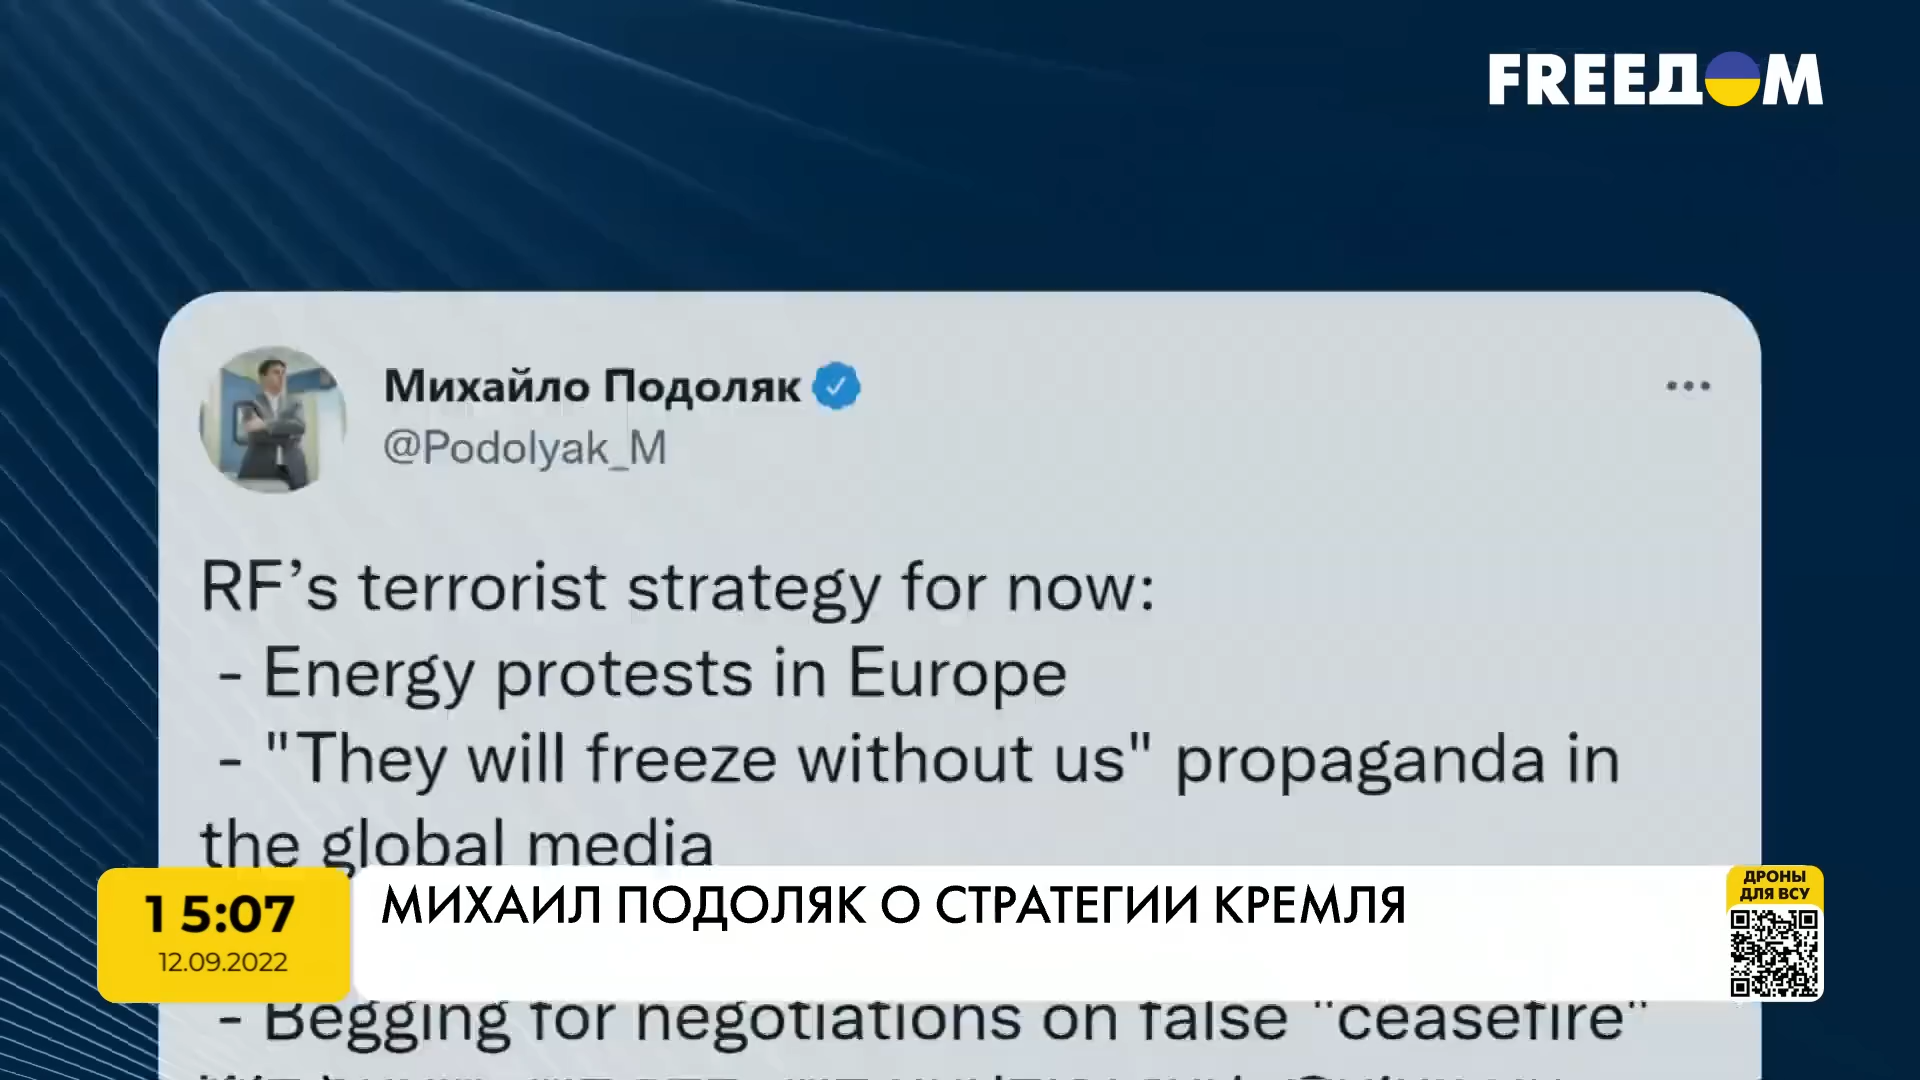 FREEДOM
Михайло Подоляк
@Podolyak_M
RF’s terrorist strategy for now:
- Energy protests in Europe
- "They will freeze without us" propaganda in
the global media
15:07
12.09.2022
МИХАИЛ ПОДОЛЯК О СТРАТЕГИИ КРЕМЛЯ
ДРОНЫ
ДЛЯ ВСУ
- Begging for negotiations on false "ceasefire"